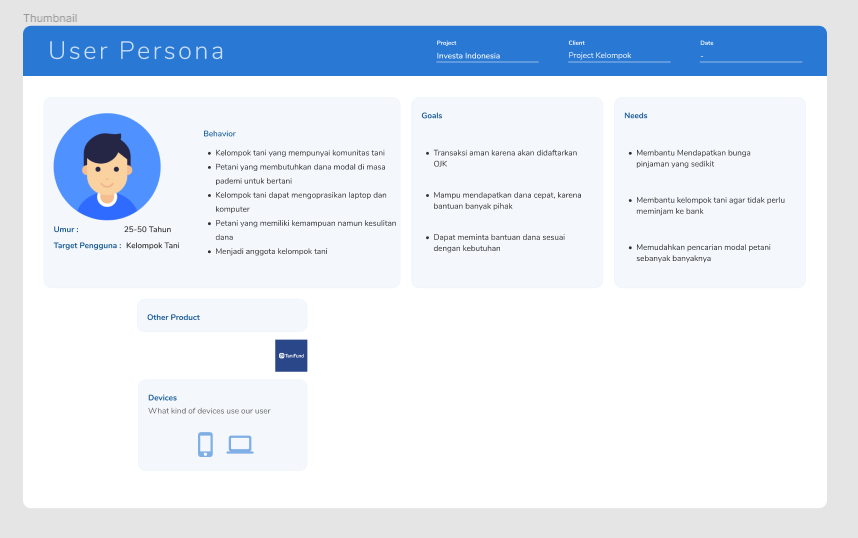 Thumbnail
User Persona
Project
Investa Indonesia
Client
Project Kelompok
Date
-
Umur :
25-50 Tahun
Target Pengguna :
Kelompok Tani
Behavior
Kelompok tani yang mempunyai komunitas tani
Petani yang membutuhkan dana modal di masa
pademi untuk bertani
Kelompok tani dapat mengoprasikan laptop dan
komputer
Petani yang memiliki kemampuan namun kesulitan
dana
Menjadi anggota kelompok tani
Goals
Transaksi aman karena akan didaftarkan
OJK
Mampu mendapatkan dana cepat, karena
bantuan banyak pihak
Dapat meminta bantuan dana sesuai
dengan kebutuhan
Needs
Membantu Mendapatkan bunga
pinjaman yang sedikit
Membantu kelompok tani agar tidak perlu
meminjam ke bank
Memudahkan pencarian modal petani
sebanyak banyaknya
Other Product
TaniFund
Devices
What kind of devices use our user